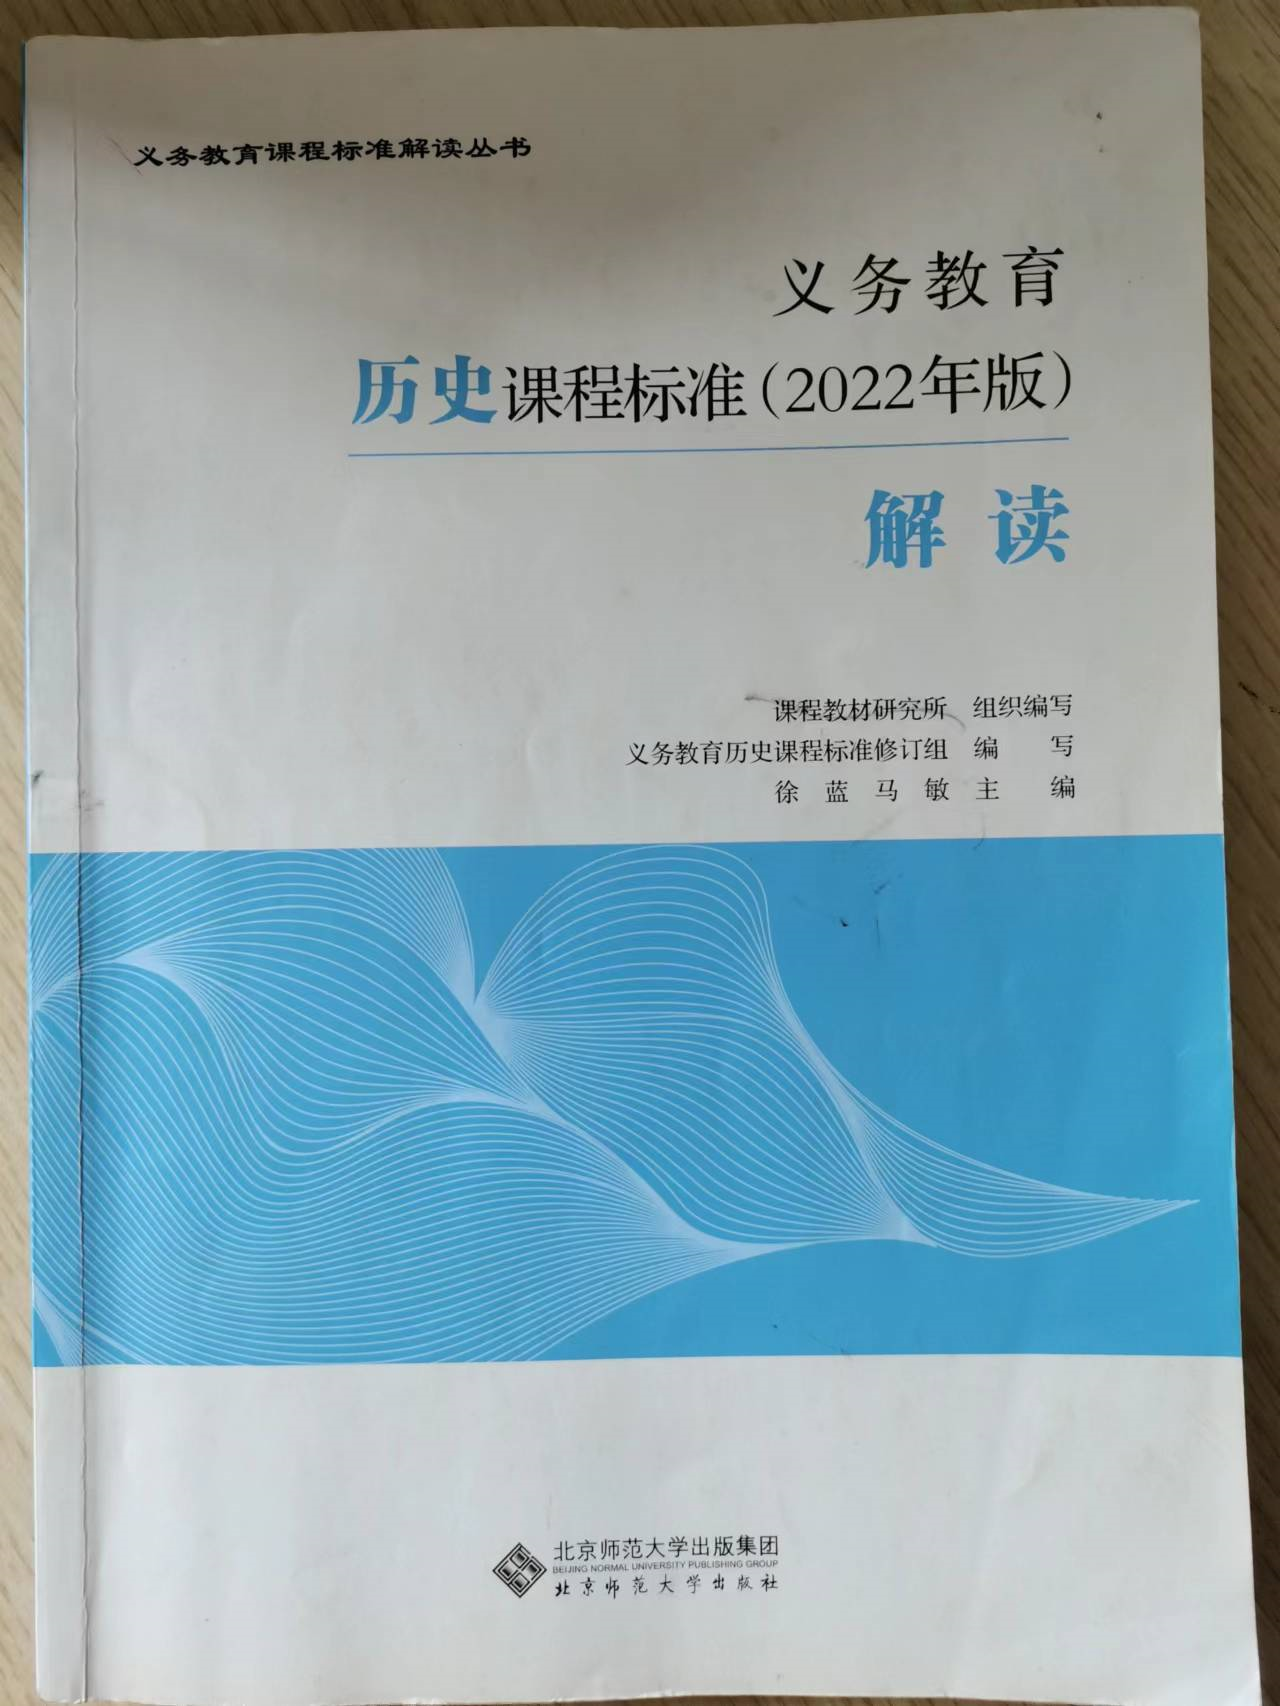 义务教育课程标准解读丛书
义务教育
历史课程标准（2022年版）
解读
课程教材研究所 组织编写
义务教育历史课程标准修订组 编 写
徐 蓝 马 敏 主 编
北京师范大学出版集团
BEIJING NORMAL UNIVERSITY PUBLISHING GROUP
北京师范大学出版社